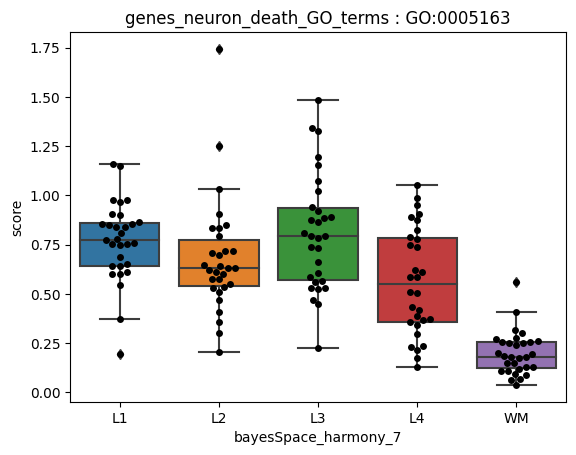 genes_neuron_death_GO_terms : GO:0005163
score
1.75
1.50
1.25
1.00
0.75
0.50
0.25
0.00
L1 L2 L3 L4 WM
bayesSpace_harmony_7